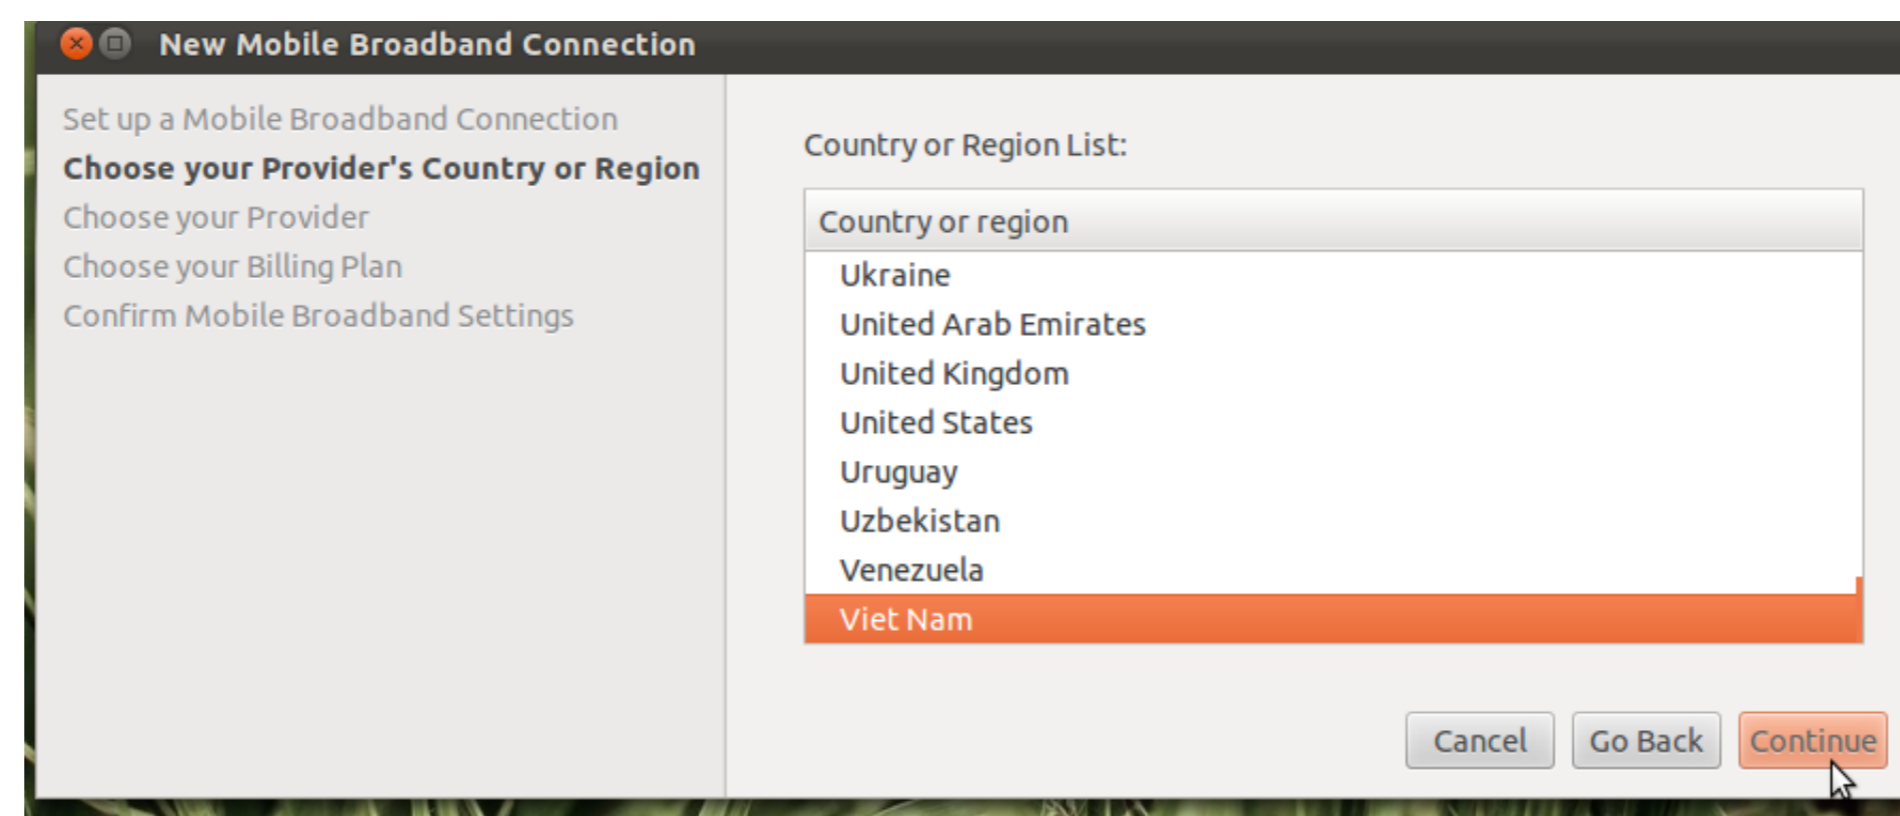 New Mobile Broadband Connection
Set up a Mobile Broadband Connection
Choose your Provider's Country or Region
Choose your Provider
Choose your Billing Plan
Confirm Mobile Broadband Settings
Country or Region List:
Country or region
Ukraine
United Arab Emirates
United Kingdom
United States
Uruguay
Uzbekistan
Venezuela
Viet Nam
Cancel Go Back Continue